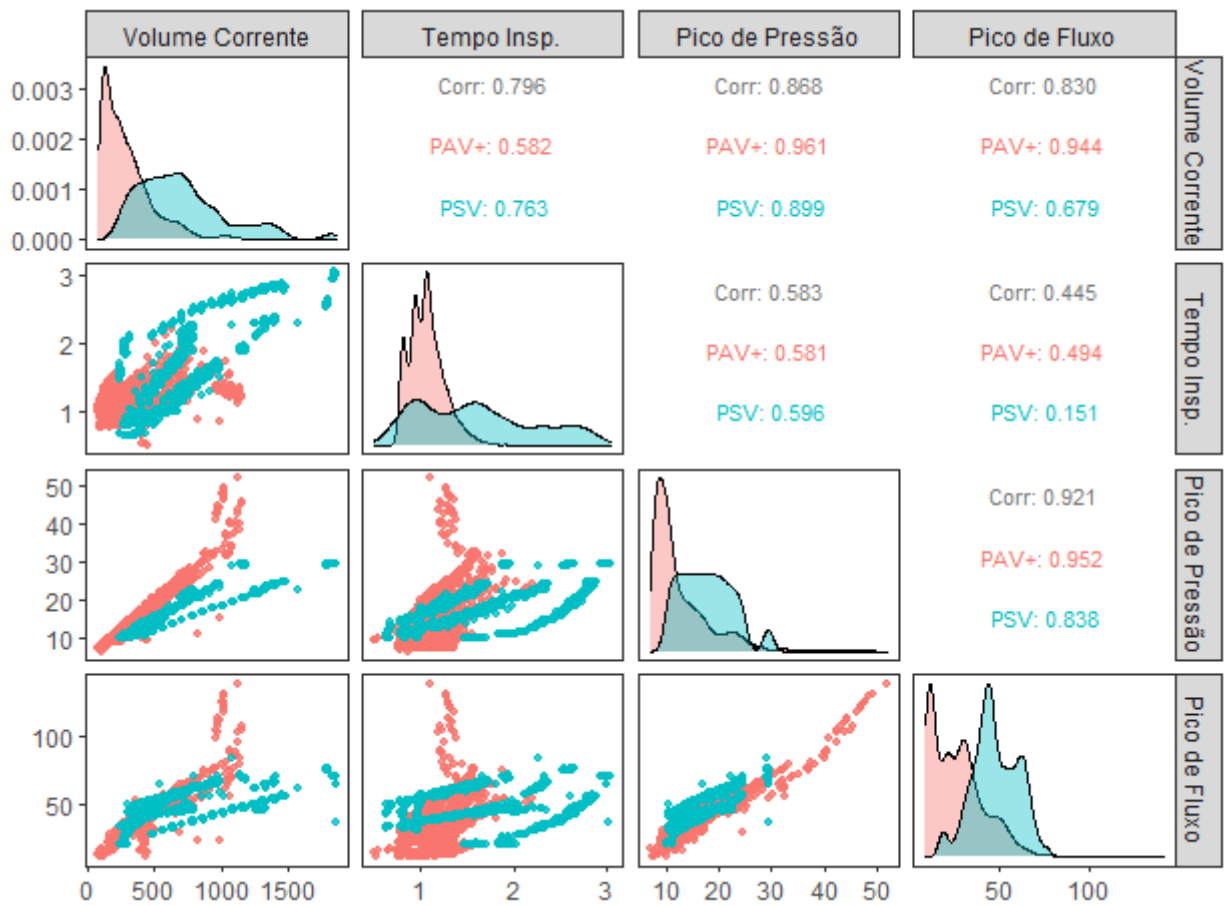 Volume Corrente Tempo Insp. Pico de Pressão Pico de Fluxo
0.003
0.002
0.001
0.000
Corr: 0.796 Corr: 0.868 Corr: 0.830
PAV+: 0.582 PAV+: 0.961 PAV+: 0.944
PSV: 0.763 PSV: 0.899 PSV: 0.679
Volume Corrente
3
2
1
Corr: 0.583 Corr: 0.445
PAV+: 0.581 PAV+: 0.494
PSV: 0.596 PSV: 0.151
Tempo Insp.
50
40
30
20
10
Corr: 0.921
PAV+: 0.952
PSV: 0.838
Pico de Pressão
100
50
Pico de Fluxo
0 500 1000 1500 1 2 3 10 20 30 40 50 50 100